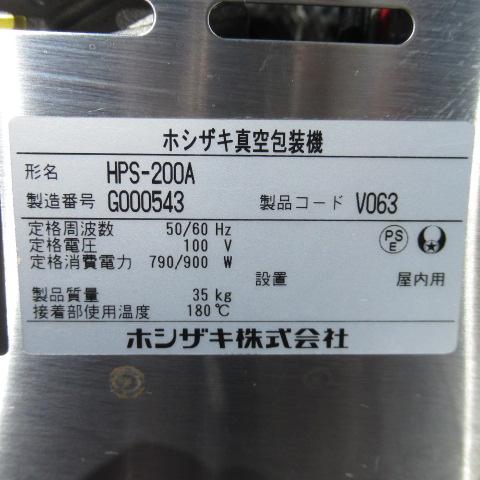 ホシザキ真空包装機
形名 HPS-200A
製造番号 G000543 製品コード V063
定格周波数 50/60 Hz
定格電圧 100 V
定格消費電力 790/900 W
PS E
設置 屋内用
製品質量 35 kg
接着部使用温度 180℃
ホシザキ株式会社